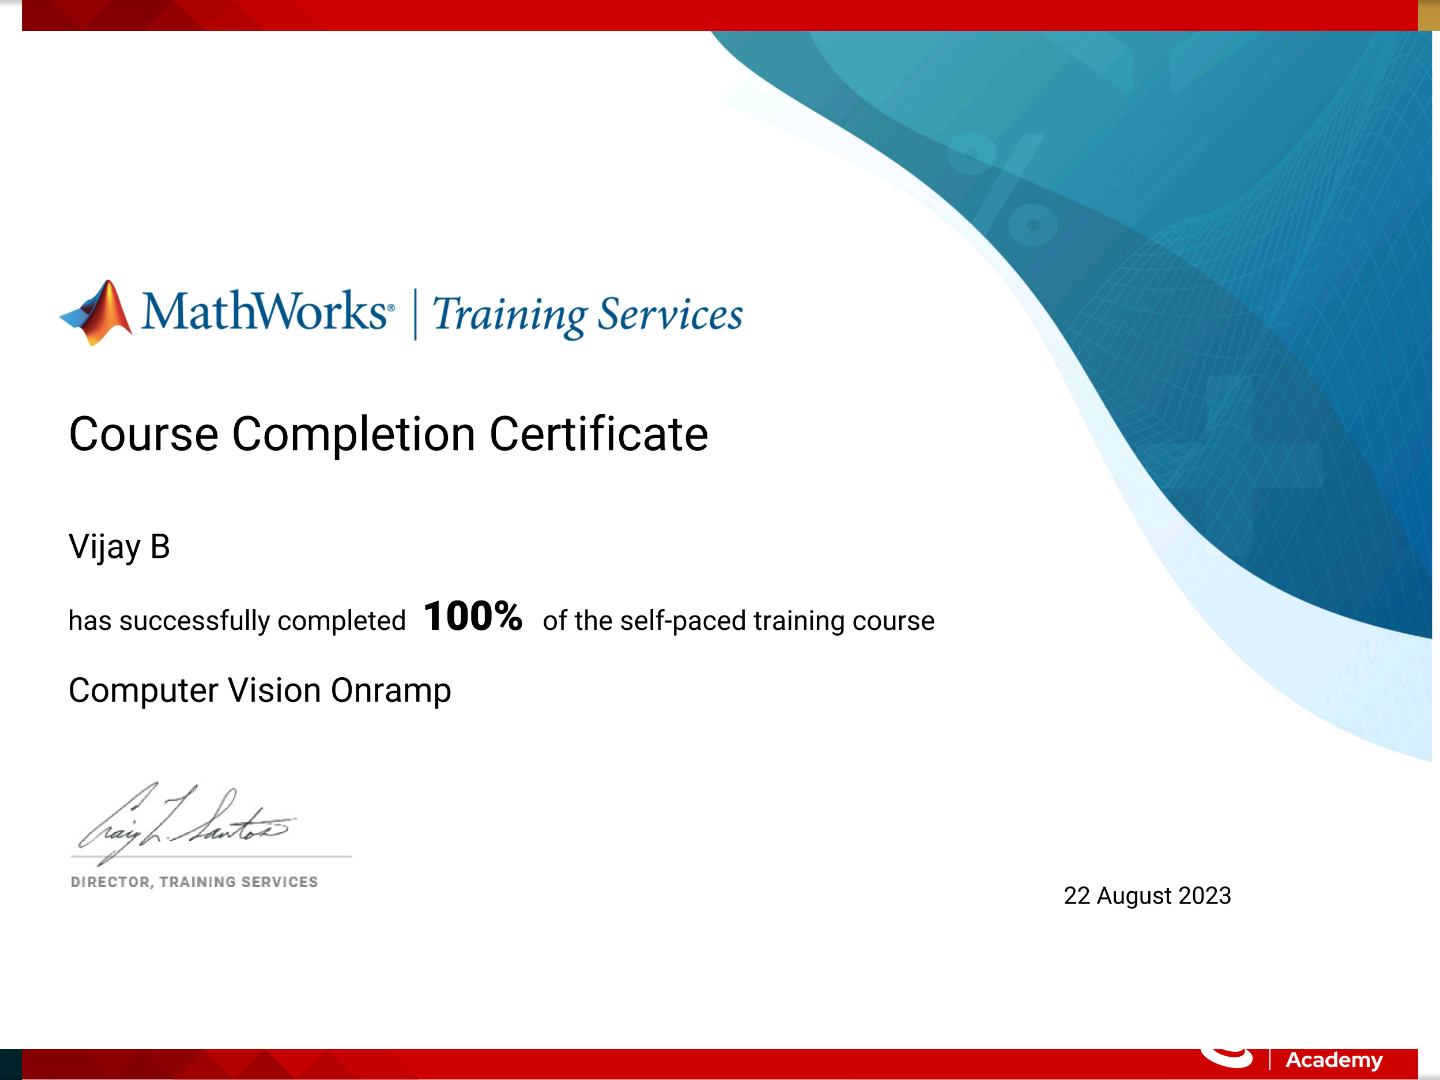 MathWorks® | Training Services
Course Completion Certificate
Vijay B
has successfully completed 100% of the self-paced training course
Computer Vision Onramp
Craig L. Santos
DIRECTOR, TRAINING SERVICES
22 August 2023
Academy